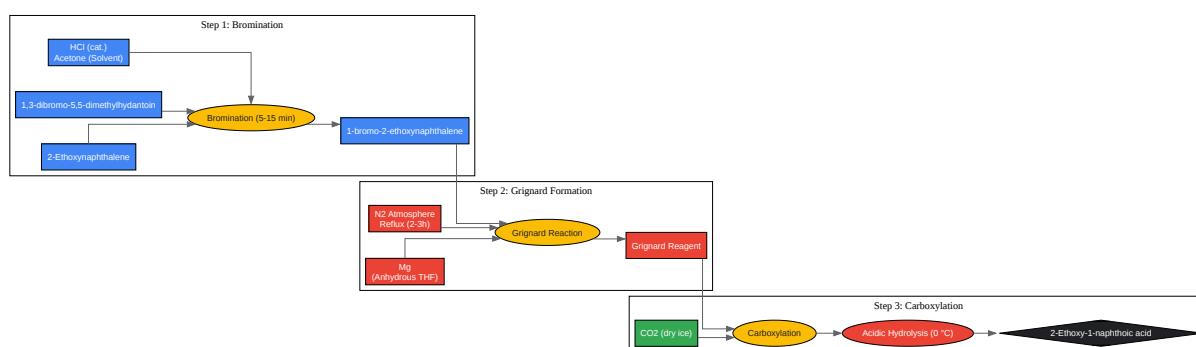 Step 1: Bromination
HCl (cat.)
Acetone (Solvent)
1,3-dibromo-5,5-dimethylhydantoin
Bromination (5-15 min)
1-bromo-2-ethoxynaphthalene
2-Ethoxynaphthalene
Step 2: Grignard Formation
N2 Atmosphere
Reflux (2-3h)
Grignard Reaction
Grignard Reagent
Mg
(Anhydrous THF)
Step 3: Carboxylation
CO2 (dry ice)
Carboxylation
Acidic Hydrolysis (0 °C)
2-Ethoxy-1-naphthoic acid